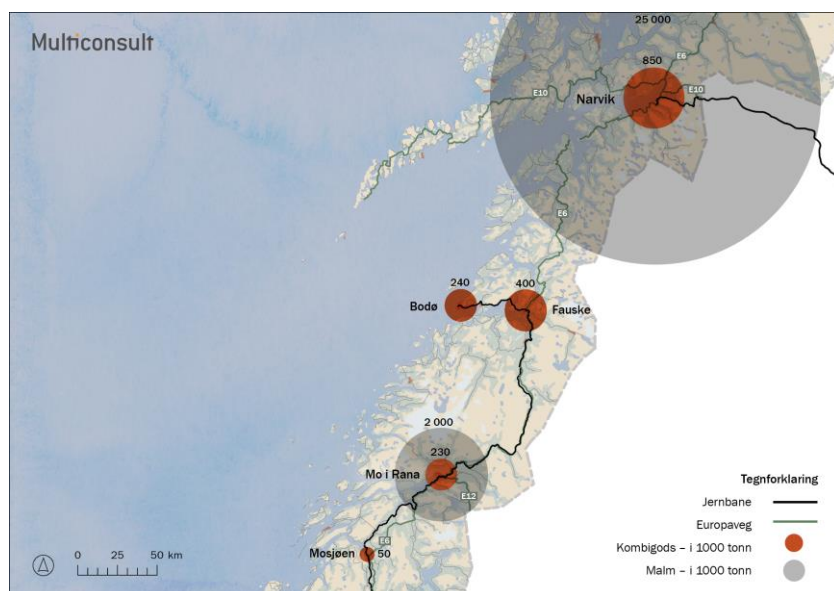 Multiconsult
25 000
850
E6
Narvik
E10
E10
E6
240
400
Bodø
Fauske
2 000
230
Mo i Rana
E12
E6
Mosjøen
50
0 25 50 km
Tegnforklaring
Jernbane
Europaveg
Kombigods – i 1000 tonn
Malm – i 1000 tonn